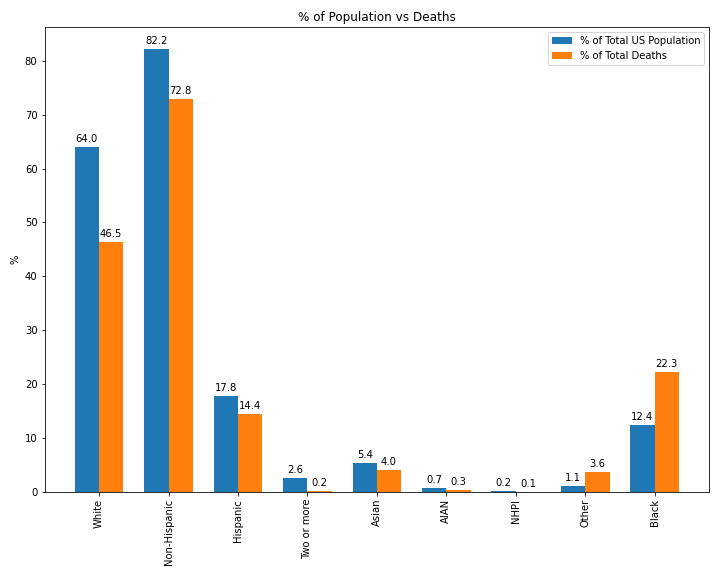 % of Population vs Deaths
% of Total US Population
% of Total Deaths
%
80
70
60
50
40
30
20
10
0
64.0
46.5
82.2
72.8
17.8
14.4
2.6
0.2
5.4
4.0
0.7
0.3
0.2
0.1
1.1
3.6
12.4
22.3
White
Non-Hispanic
Hispanic
Two or more
Asian
AIAN
NHPI
Other
Black